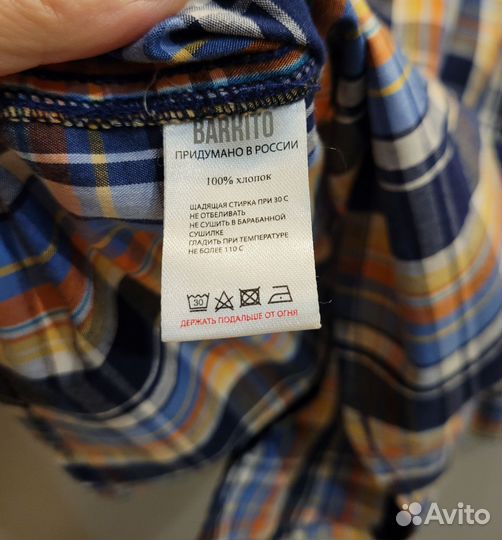 BARRITO
ПРИДУМАНО В РОССИИ
100% хлопок
ЩАДЯЩАЯ СТИРКА ПРИ 30 С
НЕ ОТБЕЛИВАТЬ
НЕ СУШИТЬ В БАРАБАННОЙ
СУШИЛКЕ
ГЛАДИТЬ ПРИ ТЕМПЕРАТУРЕ
НЕ БОЛЕЕ 110 С
30
ДЕРЖАТЬ ПОДАЛЬШЕ ОТ ОГНЯ
Avito